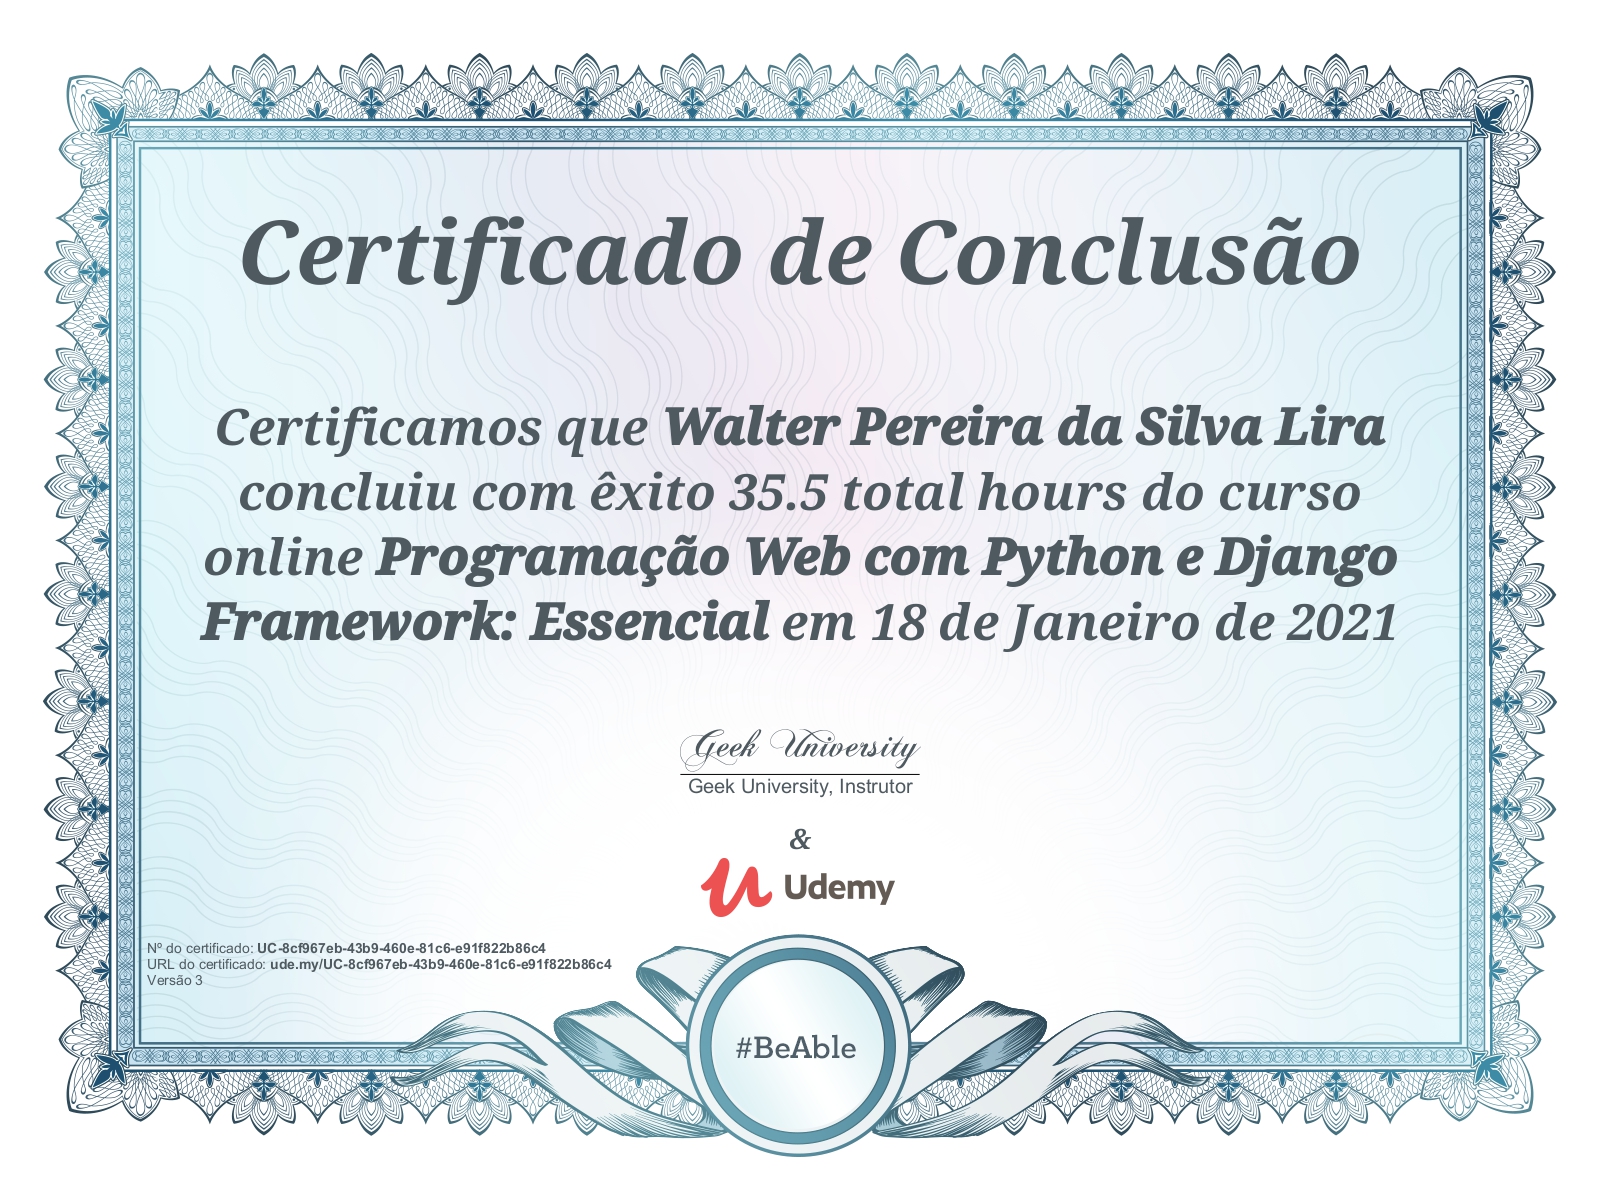 Certificado de Conclusão
Certificamos que Walter Pereira da Silva Lira
concluiu com êxito 35.5 total hours do curso
online Programação Web com Python e Django
Framework: Essencial em 18 de Janeiro de 2021
Geek University
Geek University, Instrutor
&
Udemy
Nº do certificado: UC-8cf967eb-43b9-460e-81c6-e91f822b86c4
URL do certificado: ude.my/UC-8cf967eb-43b9-460e-81c6-e91f822b86c4
Versão 3
#BeAble